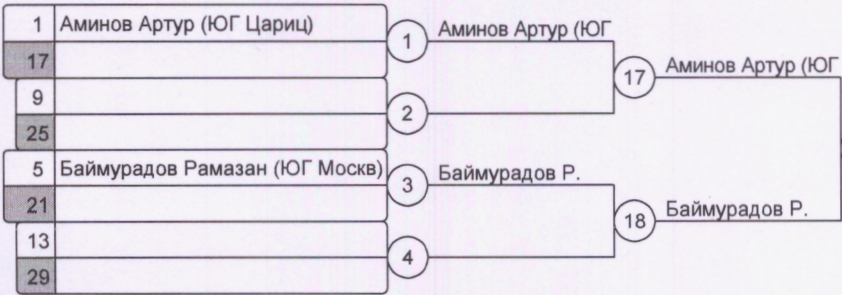 1 Аминов Артур (ЮГ Цариц)
17
1
Аминов Артур (ЮГ
9
25
2
17
Аминов Артур (ЮГ
5 Баймурадов Рамазан (ЮГ Москв)
21
3
Баймурадов Р.
13
29
4
18
Баймурадов Р.